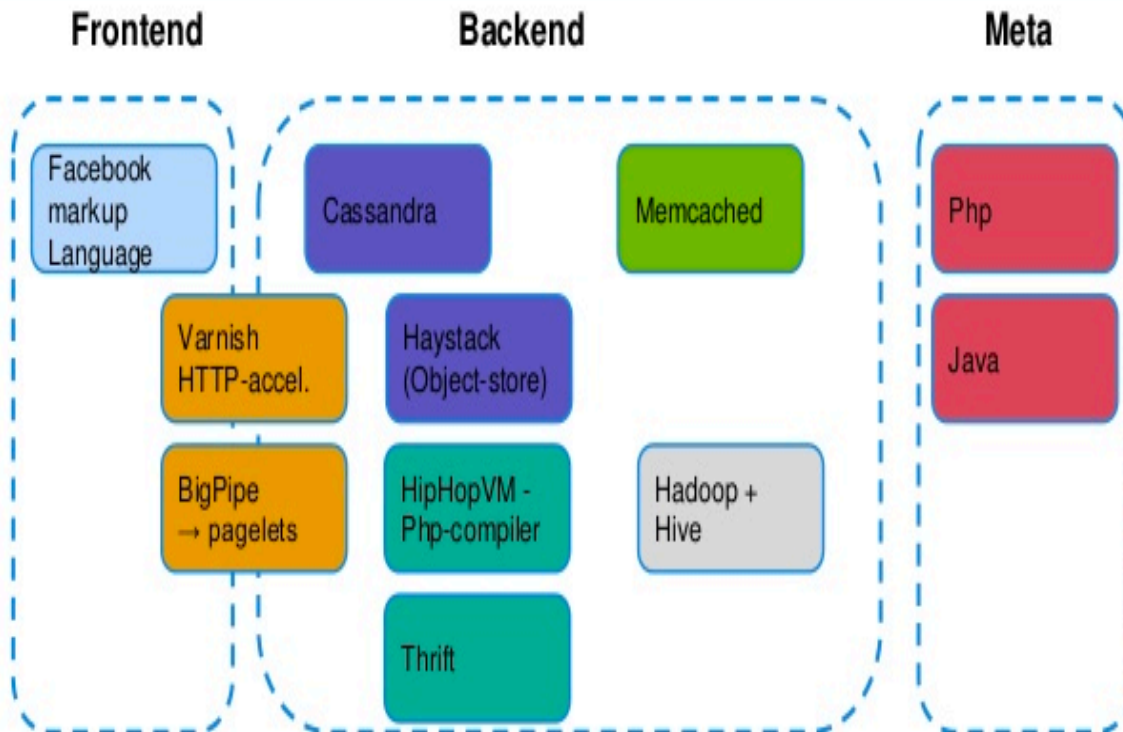 Frontend
Backend
Meta
Facebook
markup
Language
Cassandra
Memcached
Php
Varnish
HTTP-accel.
Haystack
(Object-store)
Java
BigPipe
→ pagelets
HipHopVM -
Php-compiler
Hadoop +
Hive
Thrift